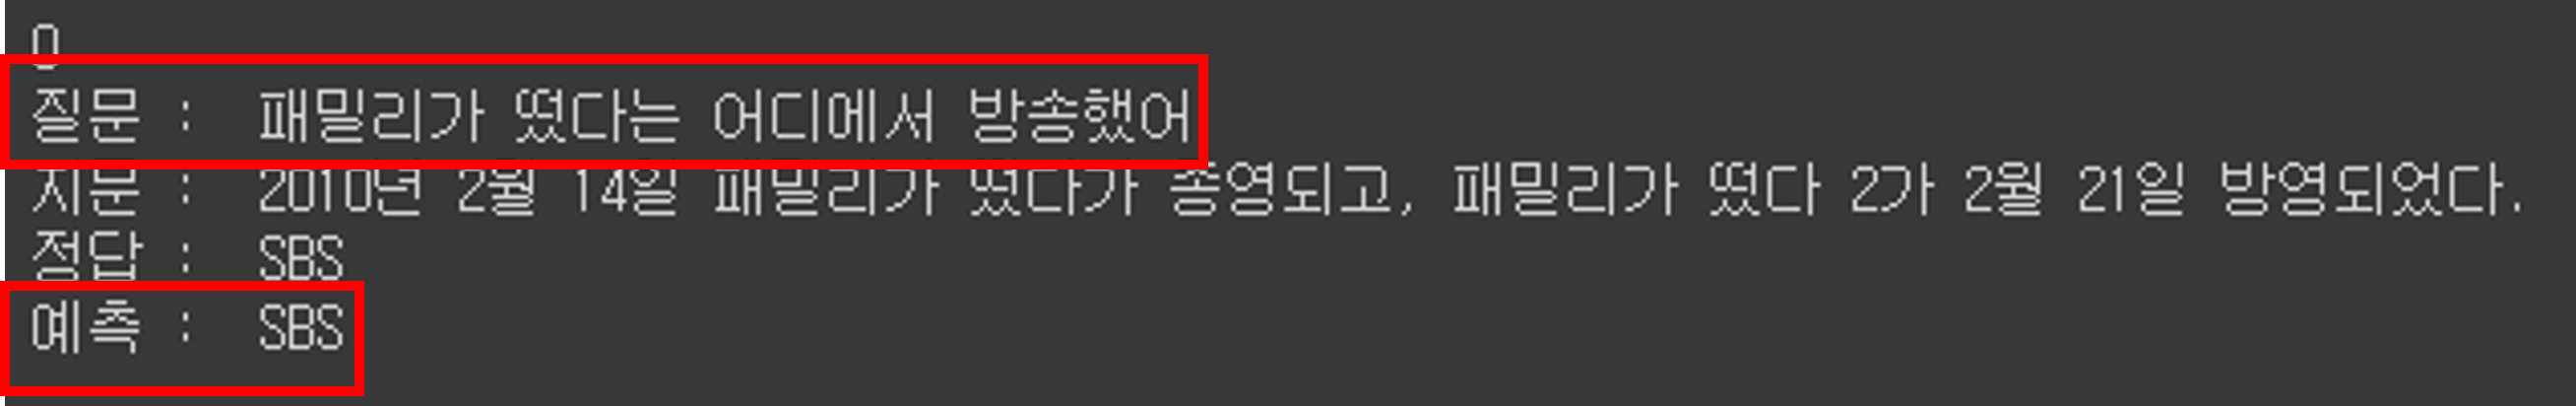 0
질문 :  패밀리가 떴다는 어디에서 방송했어
지문 :  2010년 2월 14일 패밀리가 떴다가 종영되고, 패밀리가 떴다 2가 2월 21일 방영되었다.
정답 :  SBS
예측 :  SBS